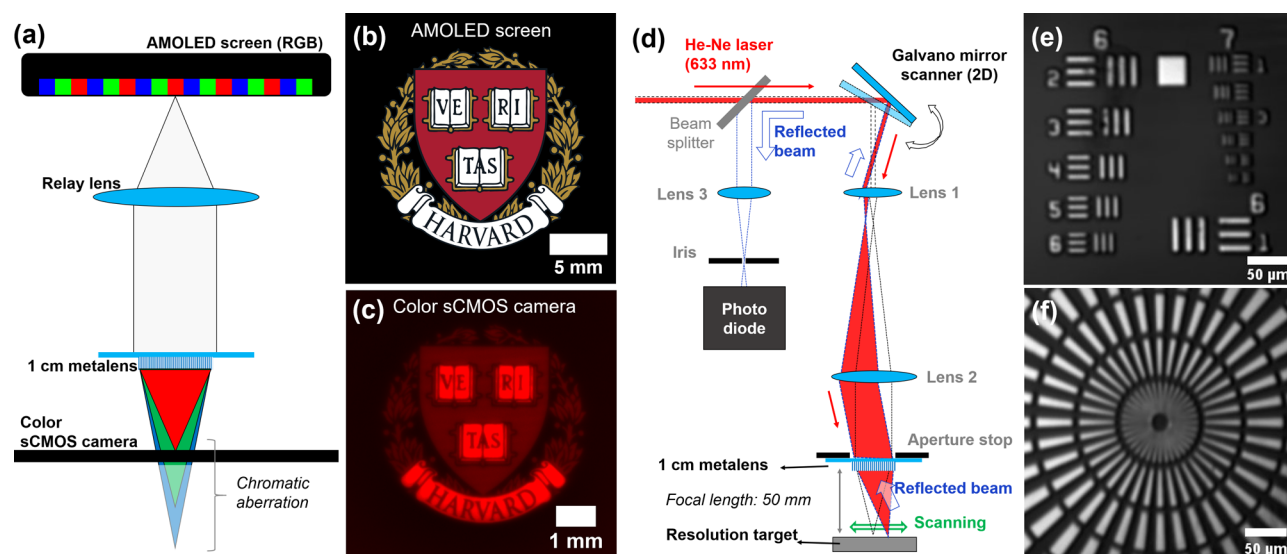 (a)
AMOLED screen (RGB)
Relay lens
1 cm metalens
Color
sCMOS camera
Chromatic
aberration
(b)
AMOLED screen
VE RI
TAS
HARVARD
5 mm
(c)
Color sCMOS camera
VE RI
TAS
HARVARD
1 mm
(d)
He-Ne laser
(633 nm)
Galvano mirror
scanner (2D)
Beam
splitter
Reflected
beam
Lens 3
Lens 1
Iris
Photo
diode
Lens 2
Aperture stop
1 cm metalens
Focal length: 50 mm
Reflected beam
Scanning
Resolution target
(e)
6 7
2 1
3
4
5
6
6
1
50 µm
(f)
50 µm